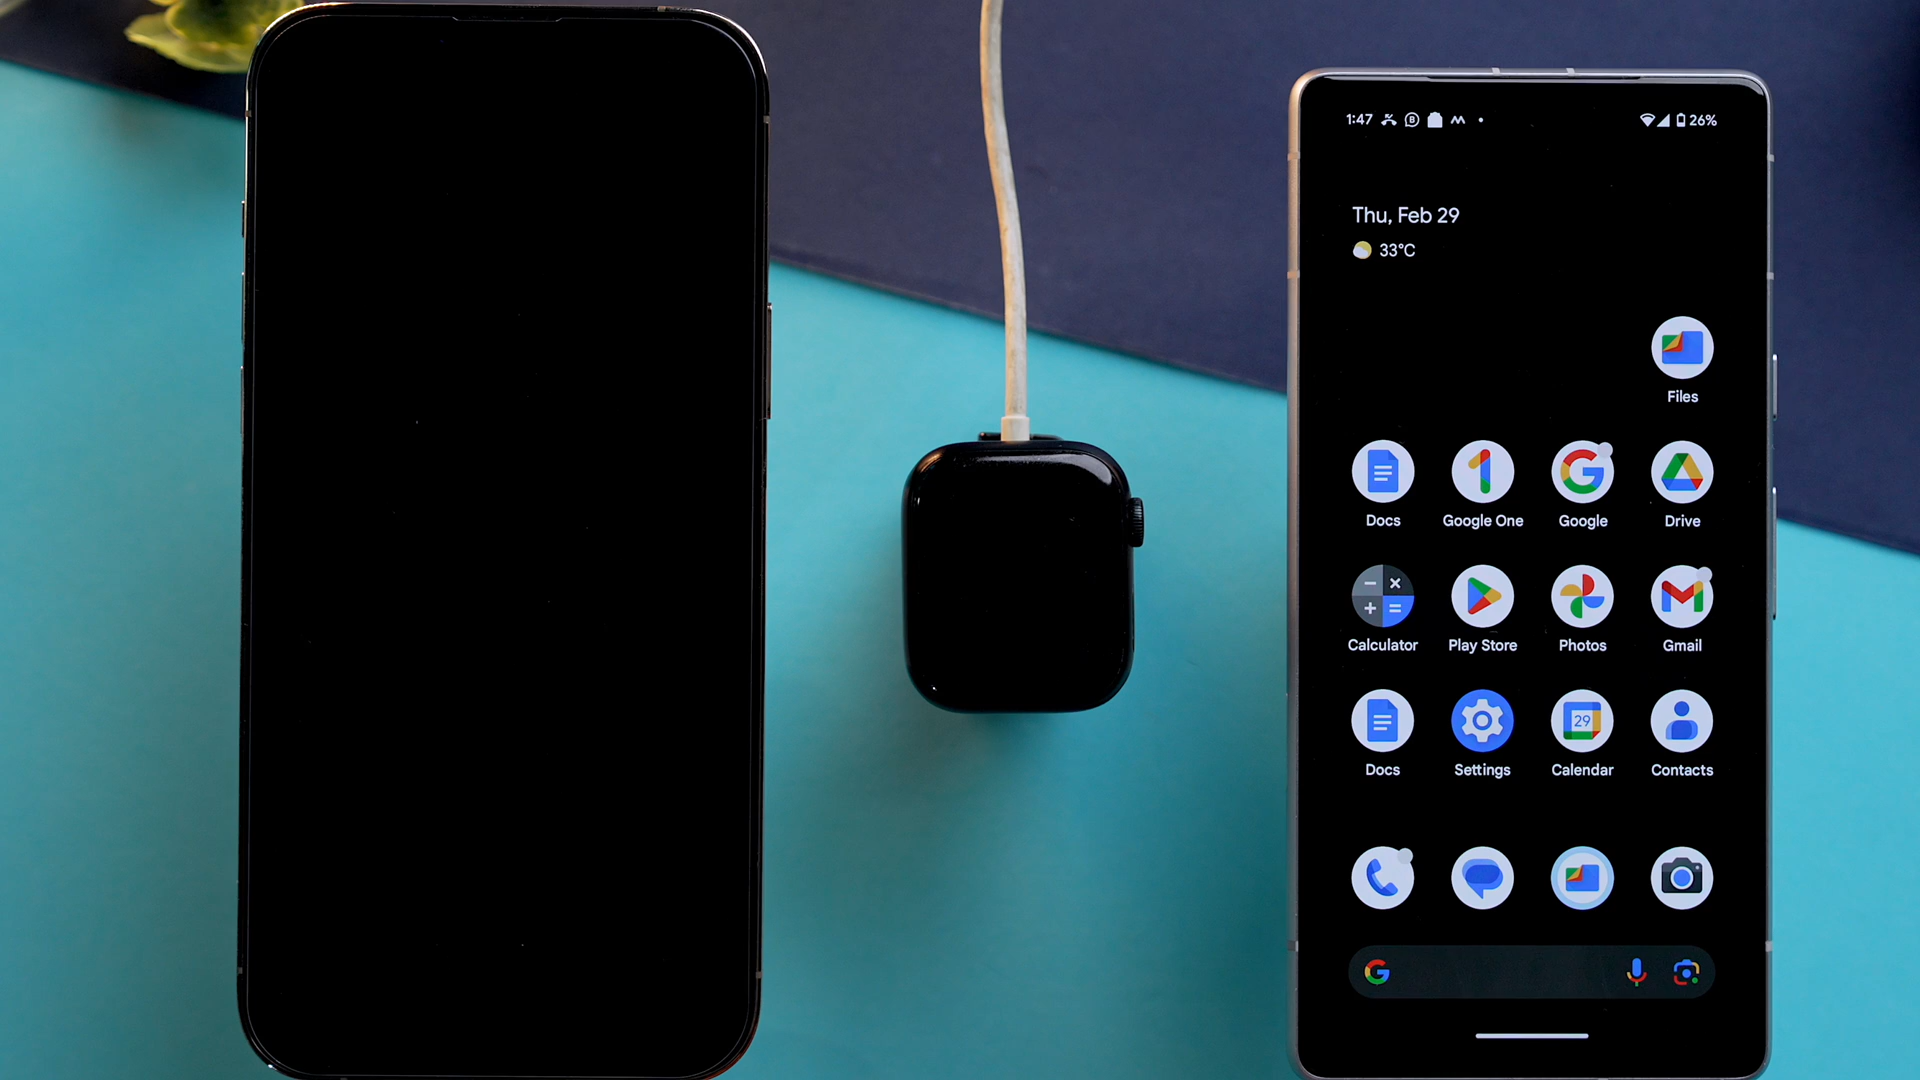 1:47
26%
Thu, Feb 29
33°C
Files
Docs
Google One
Google
Drive
Calculator
Play Store
Photos
Gmail
29
Docs
Settings
Calendar
Contacts